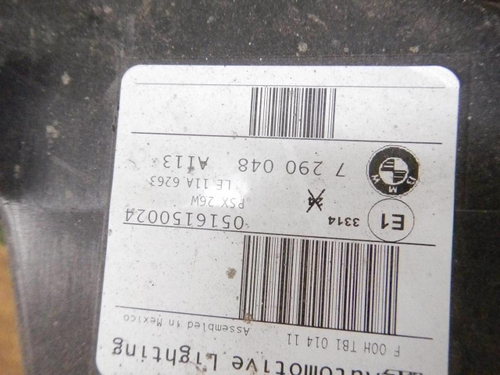 Automotive Lighting
F 00H TB1 014 11
Assembled in Mexico
0516150024
E1
3314
PSX 26W
LE 11A 6263
BMW
7 290 048 AI13